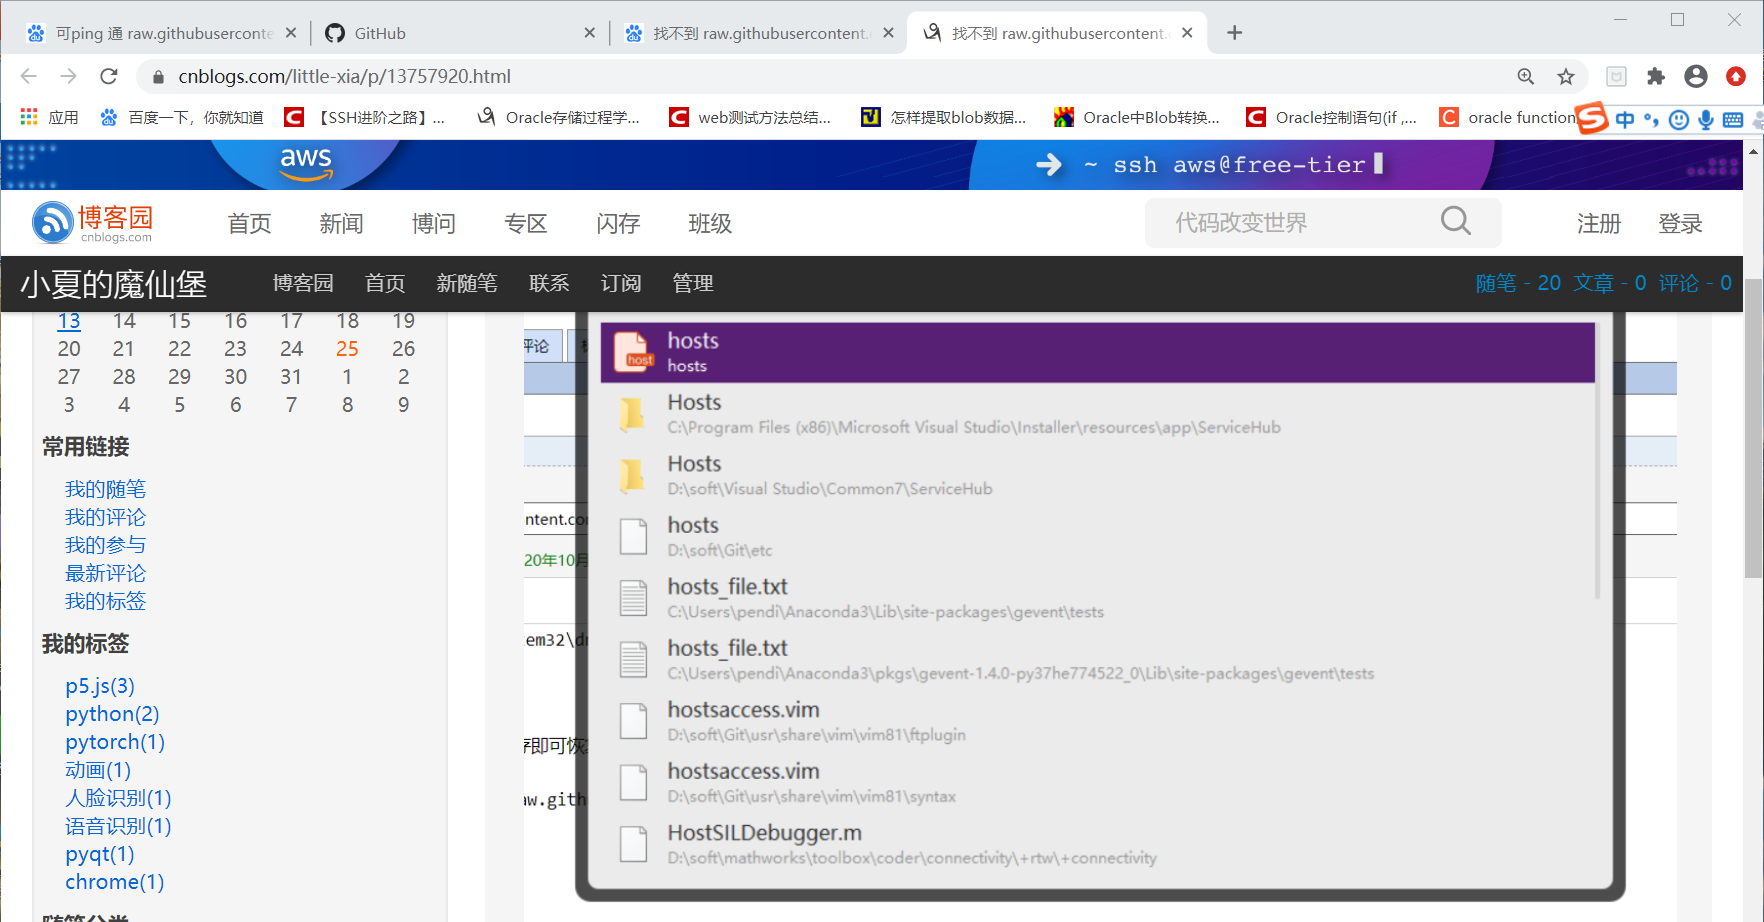 可ping 通 raw.githubuserconte
GitHub
找不到 raw.githubusercontent.
找不到 raw.githubusercontent.
cnblogs.com/little-xia/p/13757920.html
应用
百度一下，你就知道
【SSH进阶之路】...
Oracle存储过程学...
web测试方法总结...
怎样提取blob数据...
Oracle中Blob转换...
Oracle控制语句(if ,...
oracle function
中
aws
~ ssh aws@free-tier
博客园
cnblogs.com
首页
新闻
博问
专区
闪存
班级
代码改变世界
注册
登录
小夏的魔仙堡
博客园
首页
新随笔
联系
订阅
管理
随笔 - 20 文章 - 0 评论 - 0
13 14 15 16 17 18 19
20 21 22 23 24 25 26
27 28 29 30 31 1 2
3 4 5 6 7 8 9
常用链接
我的随笔
我的评论
我的参与
最新评论
我的标签
我的标签
p5.js(3)
python(2)
pytorch(1)
动画(1)
人脸识别(1)
语音识别(1)
pyqt(1)
chrome(1)
随笔分类
评论
ntent.co
20年10月
em32\d
即可恢
aw.gith
host
hosts
hosts
Hosts
C:\Program Files (x86)\Microsoft Visual Studio\Installer\resources\app\ServiceHub
Hosts
D:\soft\Visual Studio\Common7\ServiceHub
hosts
D:\soft\Git\etc
hosts_file.txt
C:\Users\pendi\Anaconda3\Lib\site-packages\gevent\tests
hosts_file.txt
C:\Users\pendi\Anaconda3\pkgs\gevent-1.4.0-py37he774522_0\Lib\site-packages\gevent\tests
hostsaccess.vim
D:\soft\Git\usr\share\vim\vim81\ftplugin
hostsaccess.vim
D:\soft\Git\usr\share\vim\vim81\syntax
HostSILDebugger.m
D:\soft\mathworks\toolbox\coder\connectivity\+rtw\+connectivity